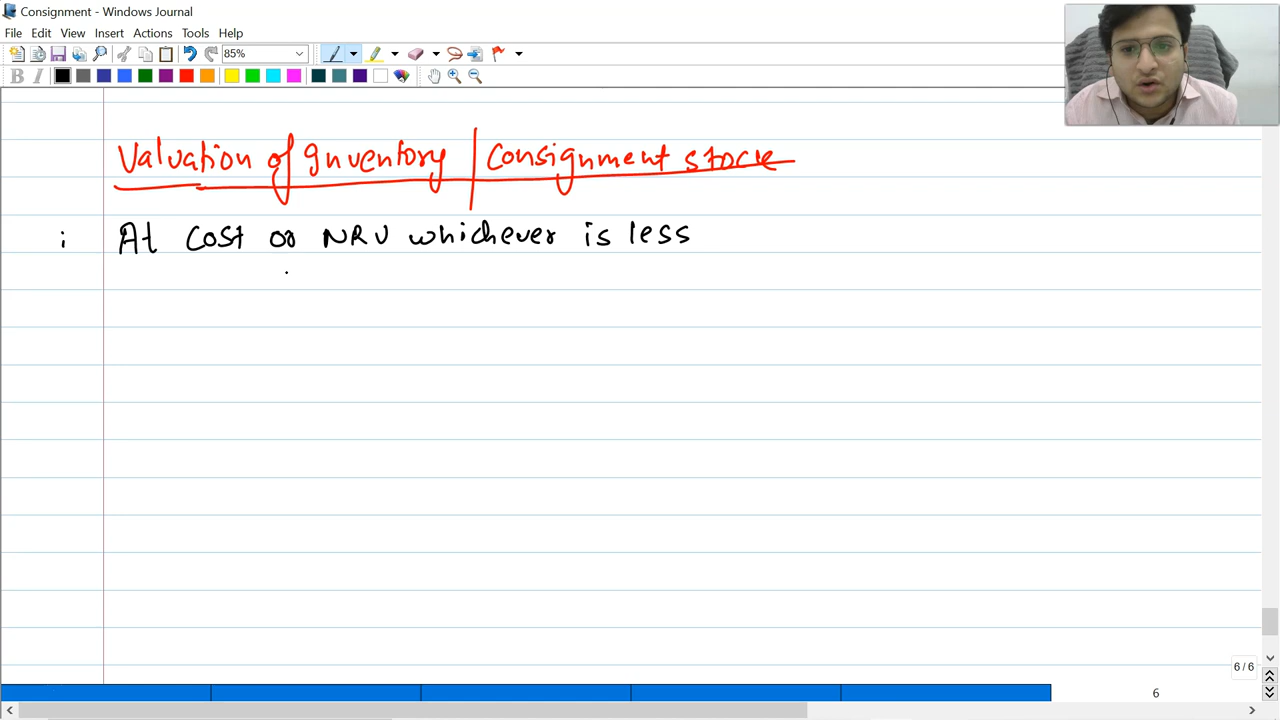 Consignment - Windows Journal
File Edit View Insert Actions Tools Help
85%
B I
Valuation of Inventory | Consignment stock
i At Cost or NRV whichever is less
6 / 6
6